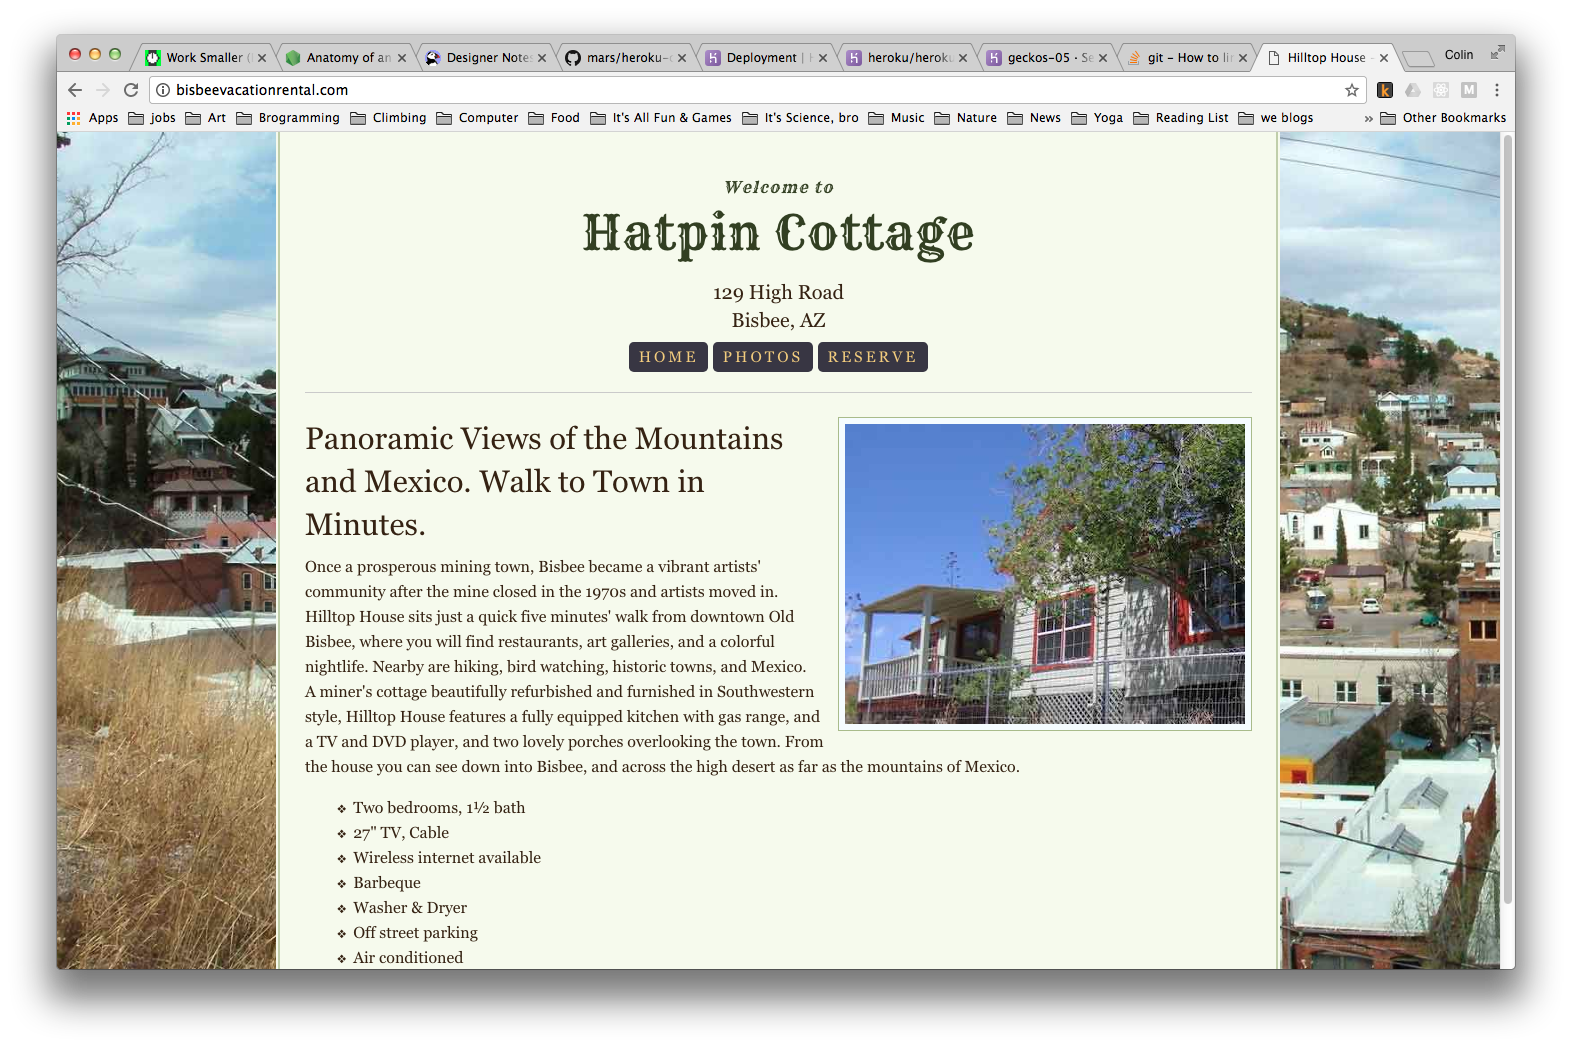 Work Smaller (
Anatomy of an
Designer Note
mars/heroku-
Deployment |
heroku/heroku
geckos-05 · Se
git - How to li
Hilltop House -
Colin
bisbeevacationrental.com
Apps jobs Art Brogramming Climbing Computer Food It's All Fun & Games It's Science, bro Music Nature News Yoga Reading List we blogs » Other Bookmarks
Welcome to
Hatpin Cottage
129 High Road
Bisbee, AZ
HOME PHOTOS RESERVE
Panoramic Views of the Mountains
and Mexico. Walk to Town in
Minutes.
Once a prosperous mining town, Bisbee became a vibrant artists'
community after the mine closed in the 1970s and artists moved in.
Hilltop House sits just a quick five minutes' walk from downtown Old
Bisbee, where you will find restaurants, art galleries, and a colorful
nightlife. Nearby are hiking, bird watching, historic towns, and Mexico.
A miner's cottage beautifully refurbished and furnished in Southwestern
style, Hilltop House features a fully equipped kitchen with gas range, and
a TV and DVD player, and two lovely porches overlooking the town. From
the house you can see down into Bisbee, and across the high desert as far as the mountains of Mexico.
❖ Two bedrooms, 1½ bath
❖ 27" TV, Cable
❖ Wireless internet available
❖ Barbeque
❖ Washer & Dryer
❖ Off street parking
❖ Air conditioned